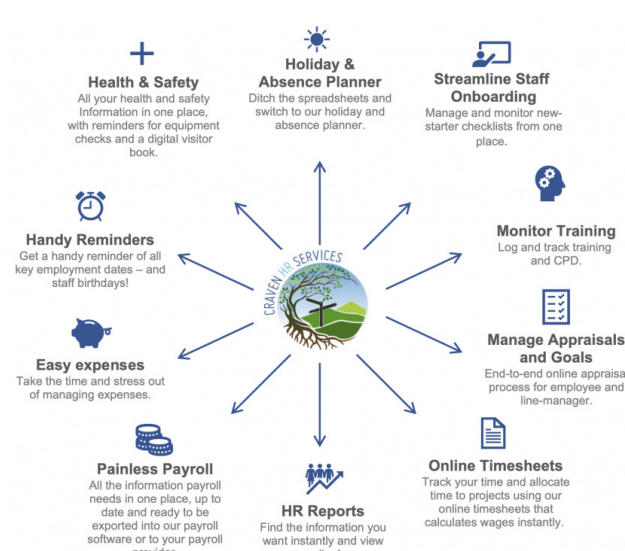 Health & Safety
All your health and safety
Information in one place,
with reminders for equipment
checks and a digital visitor
book.
Holiday &
Absence Planner
Ditch the spreadsheets and
switch to our holiday and
absence planner.
Streamline Staff
Onboarding
Manage and monitor new-
starter checklists from one
place.
Handy Reminders
Get a handy reminder of all
key employment dates – and
staff birthdays!
CRAVEN HR SERVICES
Monitor Training
Log and track training
and CPD.
Easy expenses
Take the time and stress out
of managing expenses.
Manage Appraisals
and Goals
End-to-end online appraisa
process for employee and
line-manager.
Painless Payroll
All the information payroll
needs in one place, up to
date and ready to be
exported into our payroll
software or to your payroll
HR Reports
Find the information you
want instantly and view
Online Timesheets
Track your time and allocate
time to projects using our
online timesheets that
calculates wages instantly.